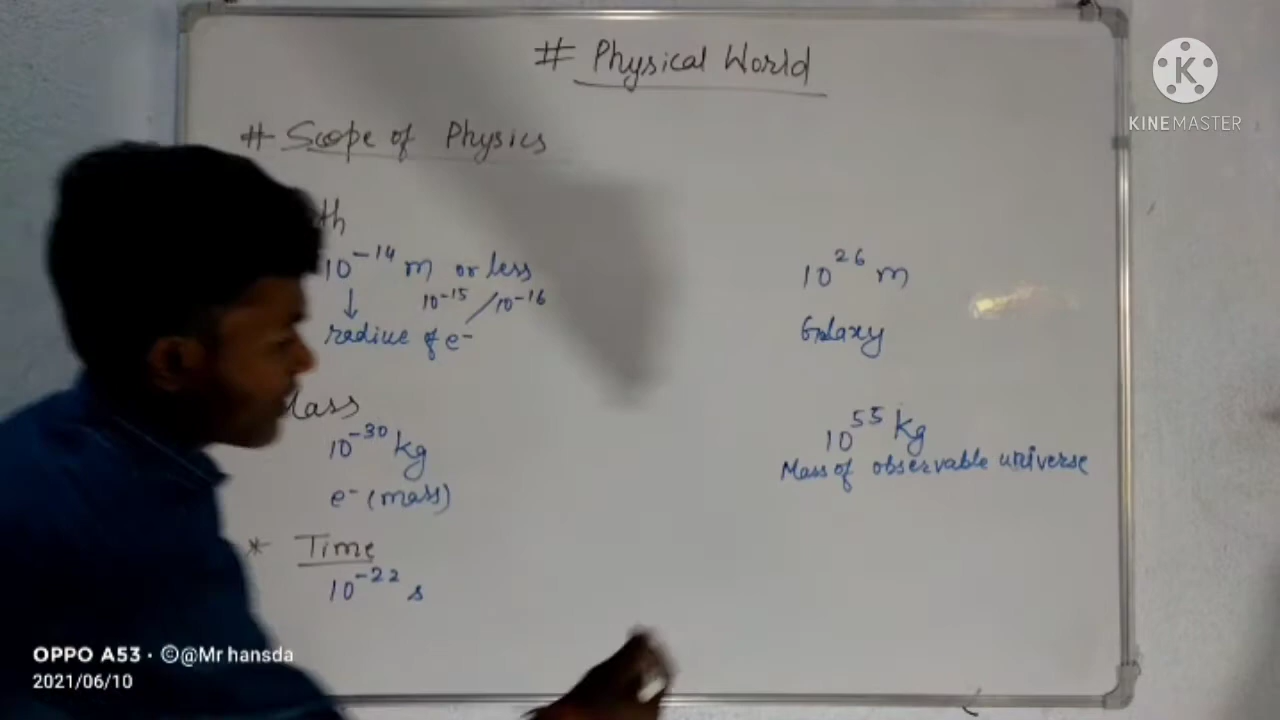 # Physical World
K
KINEMASTER
# Scope of Physics
th
10⁻¹⁴ m or less
10⁻¹⁵ / 10⁻¹⁶
radius of e⁻
10²⁶ m
Galaxy
Mass
10⁻³⁰ kg
e⁻ (mass)
10⁵⁵ kg
Mass of observable universe
* Time
10⁻²² s
OPPO A53 · ©@Mr hansda
2021/06/10